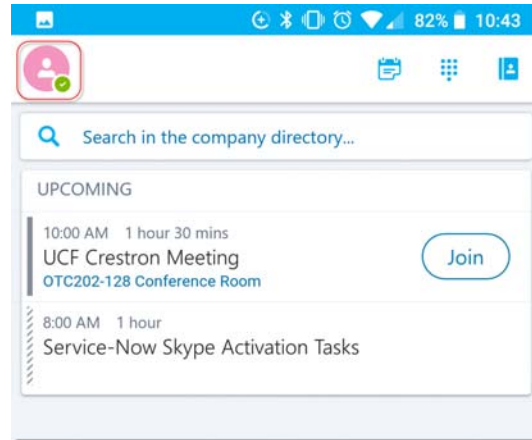 82% 10:43
Search in the company directory...
UPCOMING
10:00 AM 1 hour 30 mins
UCF Crestron Meeting
Join
OTC202-128 Conference Room
8:00 AM 1 hour
Service-Now Skype Activation Tasks